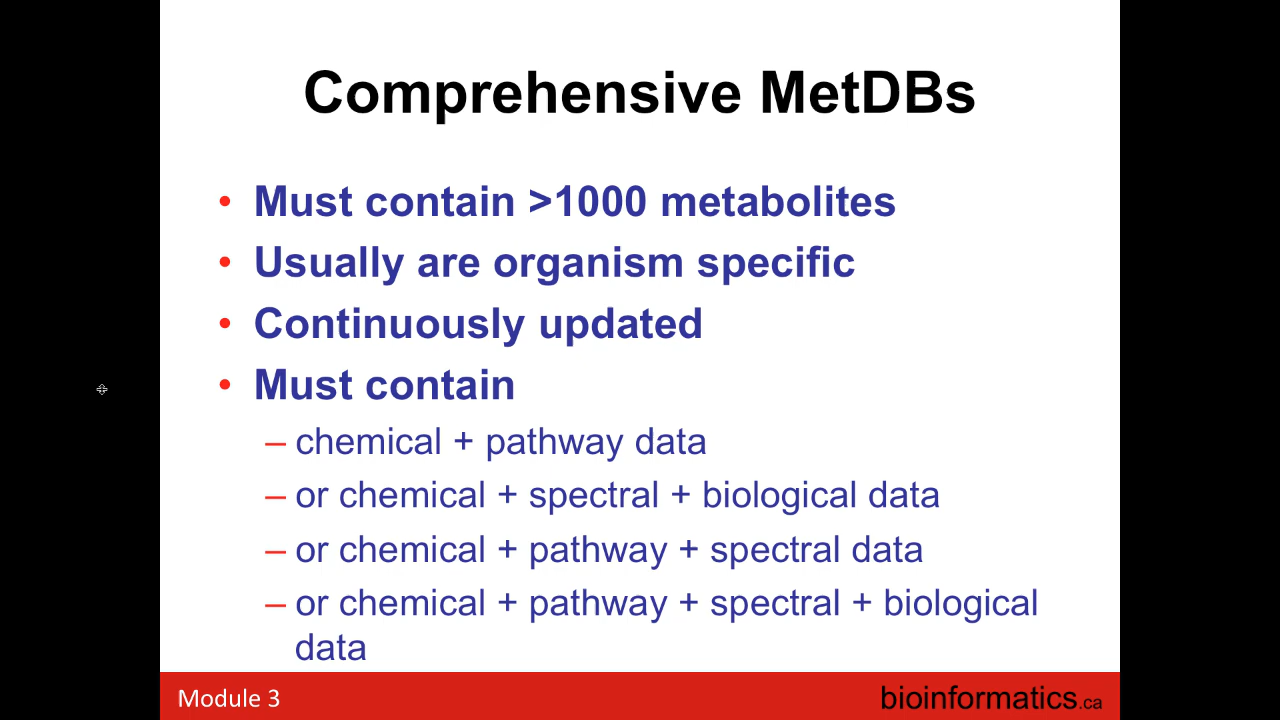 Comprehensive MetDBs
• Must contain >1000 metabolites
• Usually are organism specific
• Continuously updated
• Must contain
– chemical + pathway data
– or chemical + spectral + biological data
– or chemical + pathway + spectral data
– or chemical + pathway + spectral + biological
data
Module 3
bioinformatics.ca